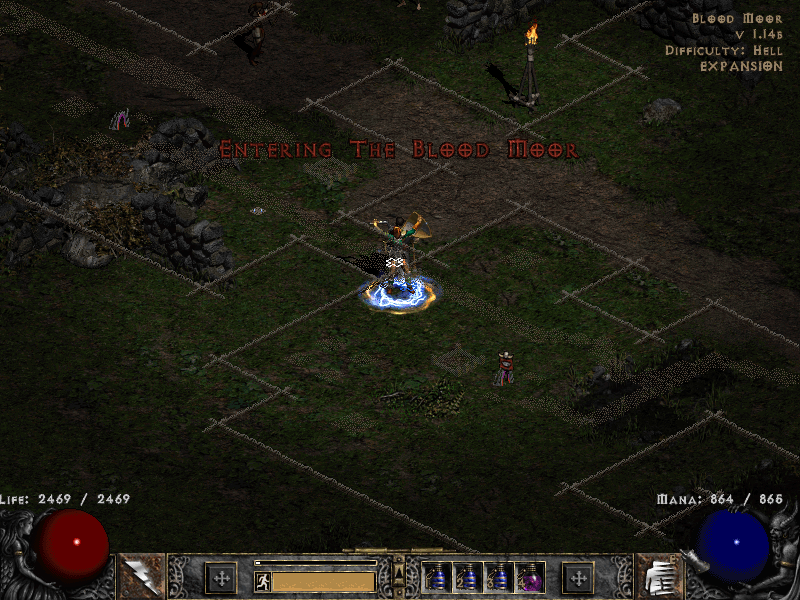 Blood Moor
v 1.14b
Difficulty: Hell
Expansion
Entering The Blood Moor
Life: 2469 / 2469
Mana: 864 / 865